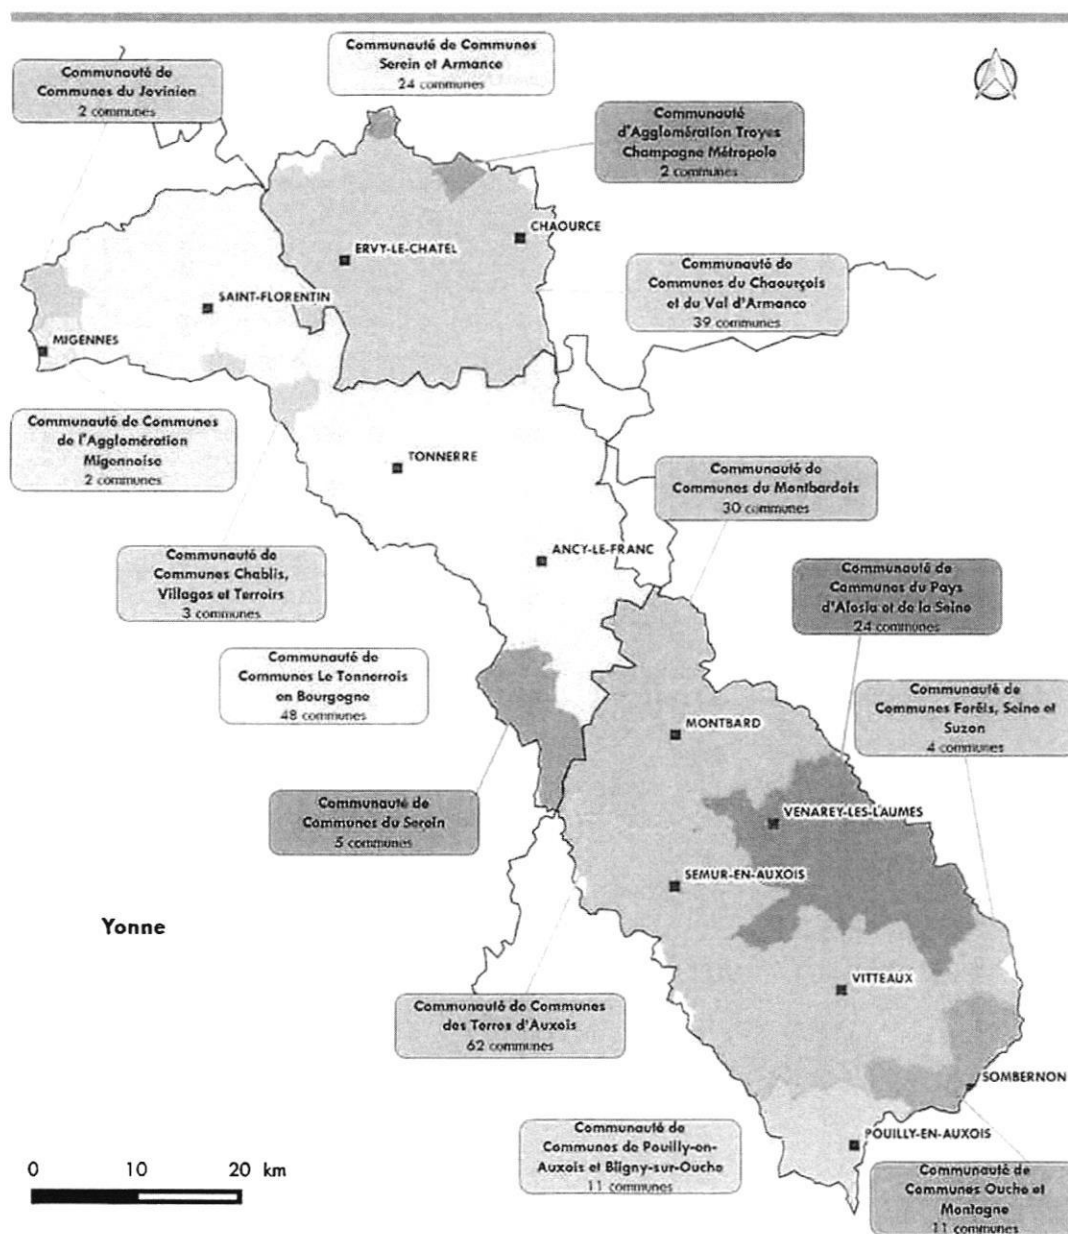 Communauté de Communes
Serein et Armance
24 communes
Communauté de
Communes du Jovinien
2 communes
Communauté
d'Agglomération Troyes
Champagne Métropole
2 communes
CHAOURCE
ERVY-LE-CHATEL
Communauté de
Communes du Chaourçois
et du Val d'Armance
39 communes
SAINT-FLORENTIN
MIGENNES
Communauté de Communes
de l'Agglomération
Migennoise
2 communes
TONNERRE
Communauté de
Communes du Montbardois
30 communes
ANCY-LE-FRANC
Communauté de
Communes Chablis,
Villages et Terroirs
3 communes
Communauté de
Communes du Pays
d'Alésia et de la Seine
24 communes
Communauté de
Communes Le Tonnerrois
en Bourgogne
48 communes
Communauté de
Communes Forêts, Seine et
Suzon
4 communes
MONTBARD
Communauté de
Communes du Serein
5 communes
VENAREY-LES-LAUMES
SEMUR-EN-AUXOIS
Yonne
VITTEAUX
Communauté de Communes
des Terres d'Auxois
62 communes
SOMBERNON
Communauté de
Communes de Pouilly-en-
Auxois et Bligny-sur-Ouche
11 communes
POUILLY-EN-AUXOIS
Communauté de
Communes Ouche et
Montagne
11 communes
0 10 20 km